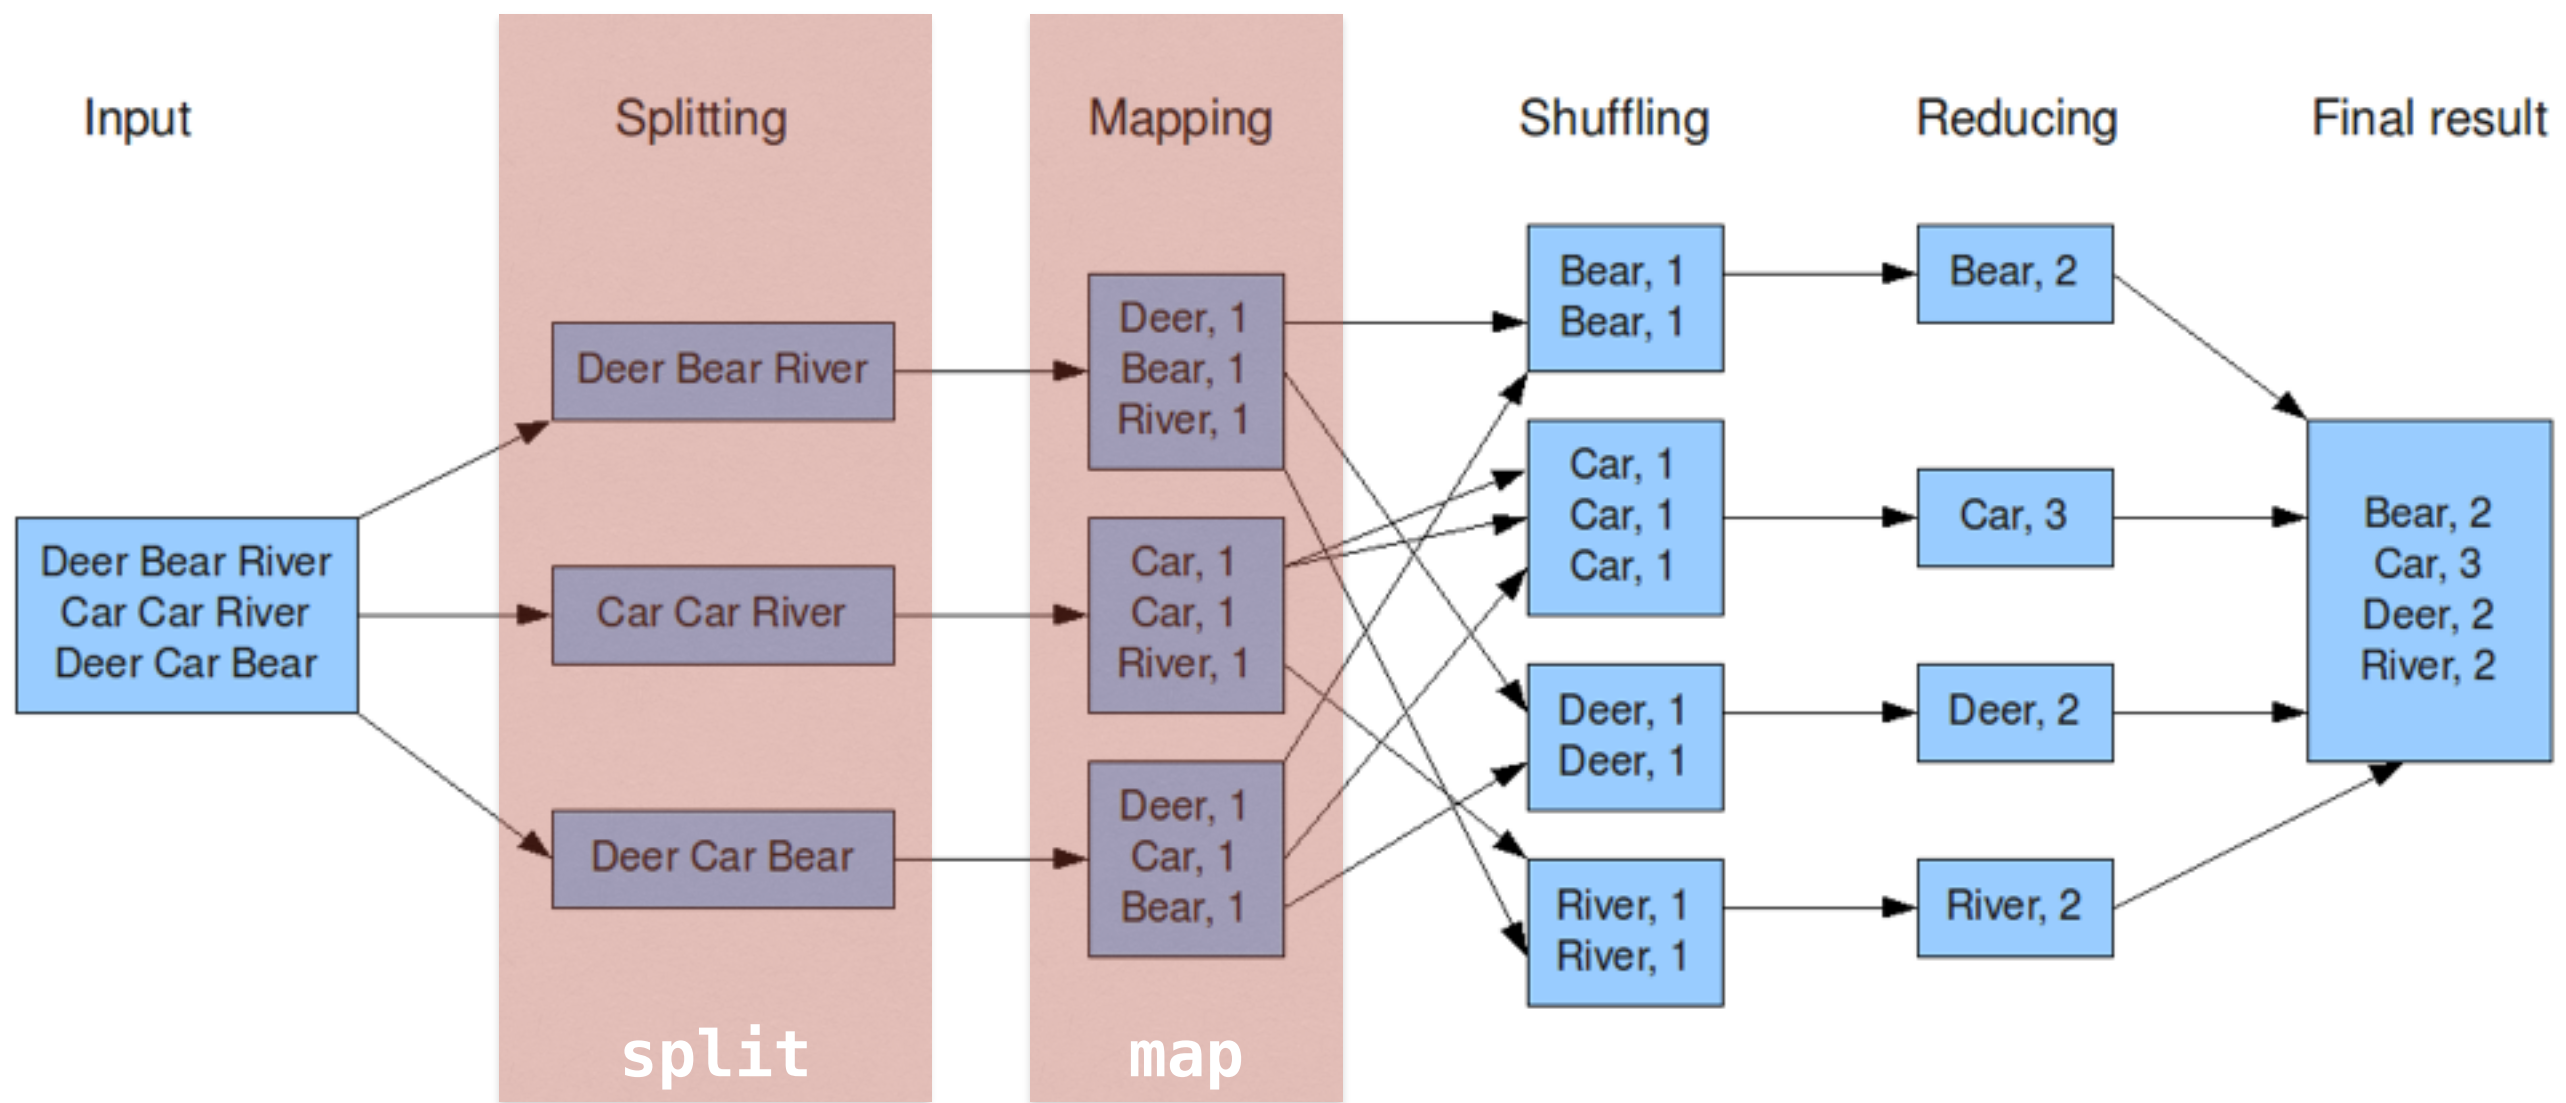 Input
Splitting
Mapping
Shuffling
Reducing
Final result
Deer Bear River
Car Car River
Deer Car Bear
Deer Bear River
Car Car River
Deer Car Bear
Deer, 1
Bear, 1
River, 1
Car, 1
Car, 1
River, 1
Deer, 1
Car, 1
Bear, 1
Bear, 1
Bear, 1
Car, 1
Car, 1
Car, 1
Deer, 1
Deer, 1
River, 1
River, 1
Bear, 2
Car, 3
Deer, 2
River, 2
Bear, 2
Car, 3
Deer, 2
River, 2
split
map